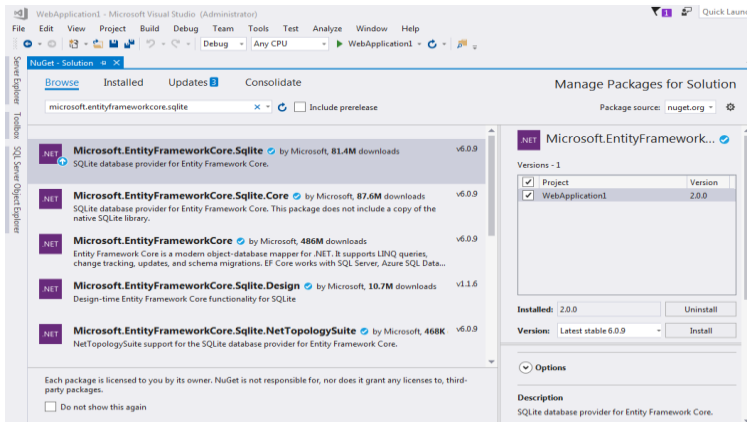 WebApplication1 - Microsoft Visual Studio (Administrator)
1
Quick Laun
File Edit View Project Build Debug Team Tools Test Analyze Window Help
Debug Any CPU WebApplication1
Server Explorer
Toolbox
SQL Server Object Explorer
NuGet - Solution
Browse Installed Updates 3 Consolidate
Manage Packages for Solution
microsoft.entityframeworkcore.sqlite
Include prerelease
Package source: nuget.org
.NET
Microsoft.EntityFrameworkCore.Sqlite by Microsoft, 81.4M downloads v6.0.9
SQLite database provider for Entity Framework Core.
.NET
Microsoft.EntityFrameworkCore.Sqlite.Core by Microsoft, 87.6M downloads v6.0.9
SQLite database provider for Entity Framework Core. This package does not include a copy of the
native SQLite library.
.NET
Microsoft.EntityFrameworkCore by Microsoft, 486M downloads v6.0.9
Entity Framework Core is a modern object-database mapper for .NET. It supports LINQ queries,
change tracking, updates, and schema migrations. EF Core works with SQL Server, Azure SQL Data...
.NET
Microsoft.EntityFrameworkCore.Sqlite.Design by Microsoft, 10.7M downloads v1.1.6
Design-time Entity Framework Core functionality for SQLite
.NET
Microsoft.EntityFrameworkCore.Sqlite.NetTopologySuite by Microsoft, 468K v6.0.9
NetTopologySuite support for the SQLite database provider for Entity Framework Core.
Each package is licensed to you by its owner. NuGet is not responsible for, nor does it grant any licenses to, third-
party packages.
Do not show this again
.NET
Microsoft.EntityFramework...
Versions - 1
Project Version
WebApplication1 2.0.0
Installed: 2.0.0 Uninstall
Version: Latest stable 6.0.9 Install
Options
Description
SQLite database provider for Entity Framework Core.